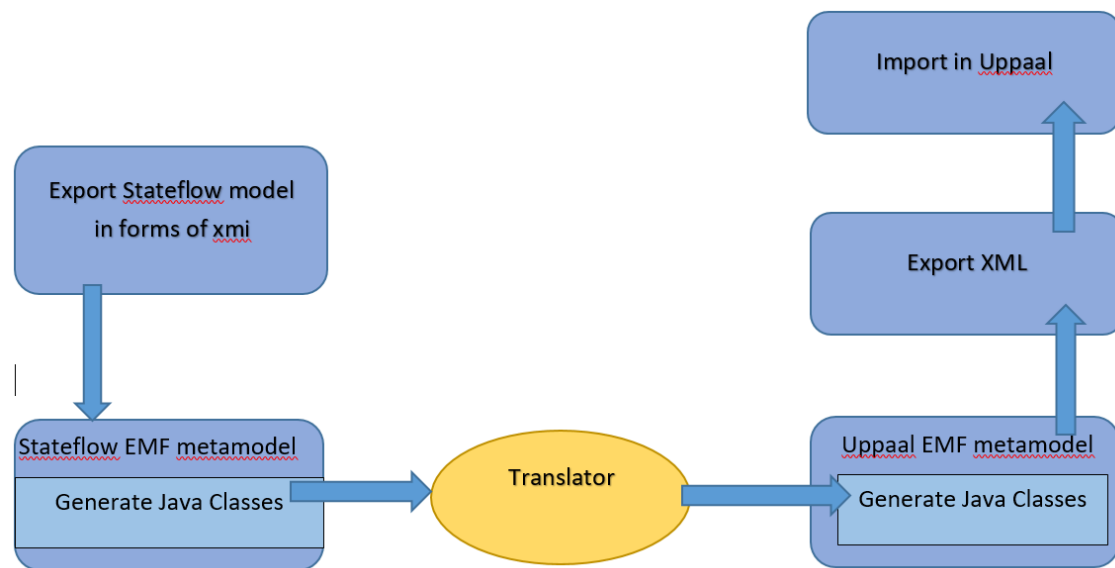 Import in Uppaal
Export Stateflow model
in forms of xmi
Export XML
Stateflow EMF metamodel
Generate Java Classes
Translator
Uppaal EMF metamodel
Generate Java Classes